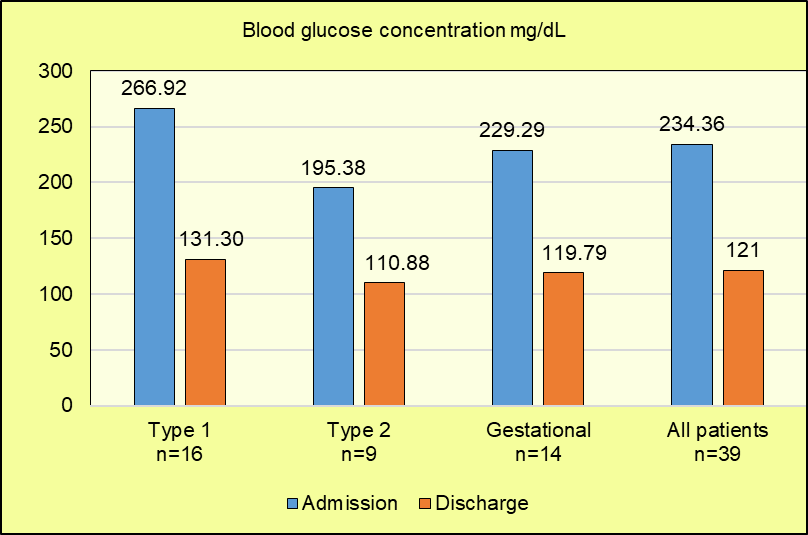 Blood glucose concentration mg/dL
300
250
200
150
100
50
0
266.92
131.30
195.38
110.88
229.29
119.79
234.36
121
Type 1
n=16
Type 2
n=9
Gestational
n=14
All patients
n=39
Admission
Discharge